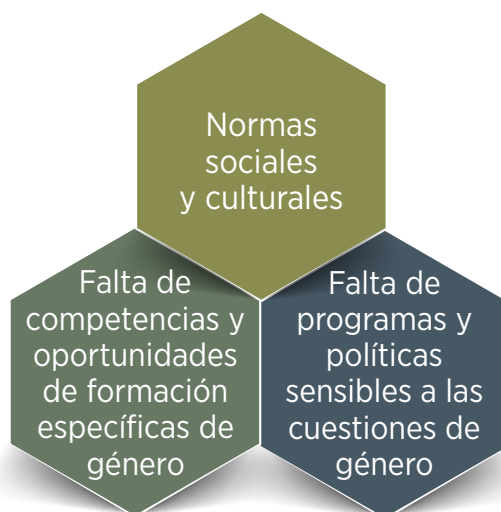 Normas
sociales
y culturales
Falta de
competencias y
oportunidades
de formación
específicas de
género
Falta de
programas y
políticas
sensibles a las
cuestiones de
género